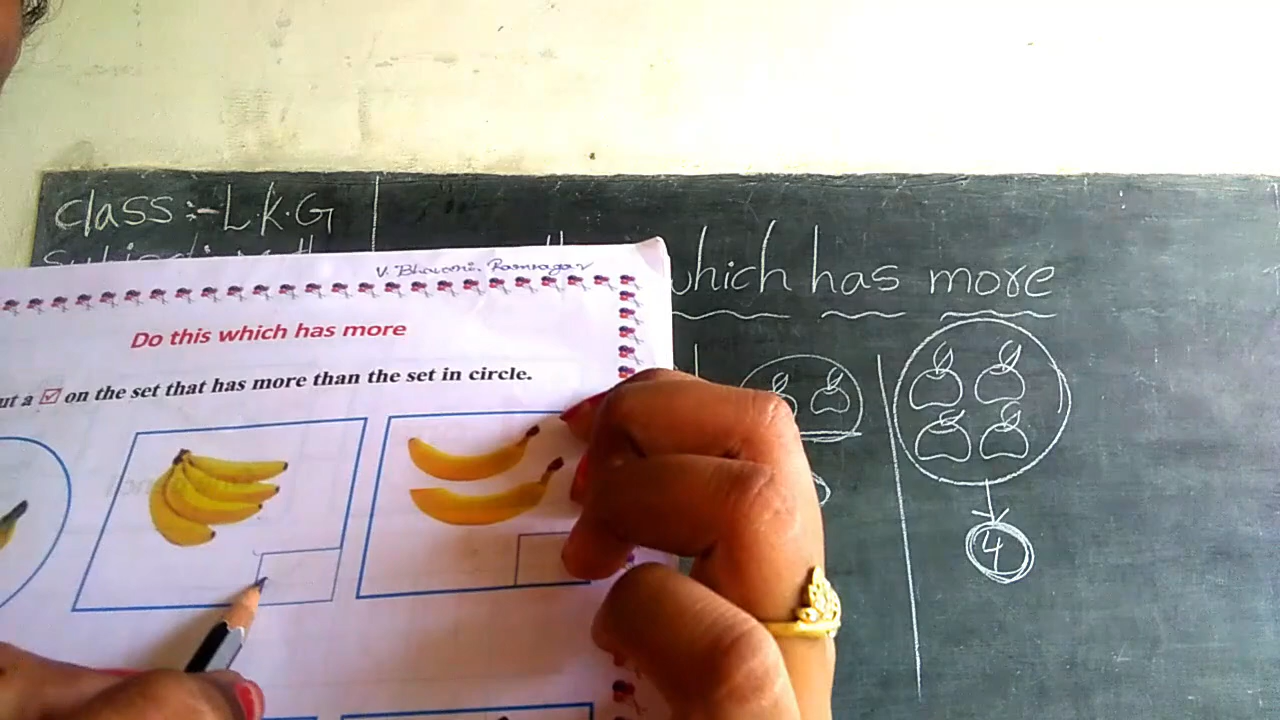 class :- L.K.G
which has more
4
V. Bhavani. Ramnagar
Do this which has more
ut a ☑ on the set that has more than the set in circle.